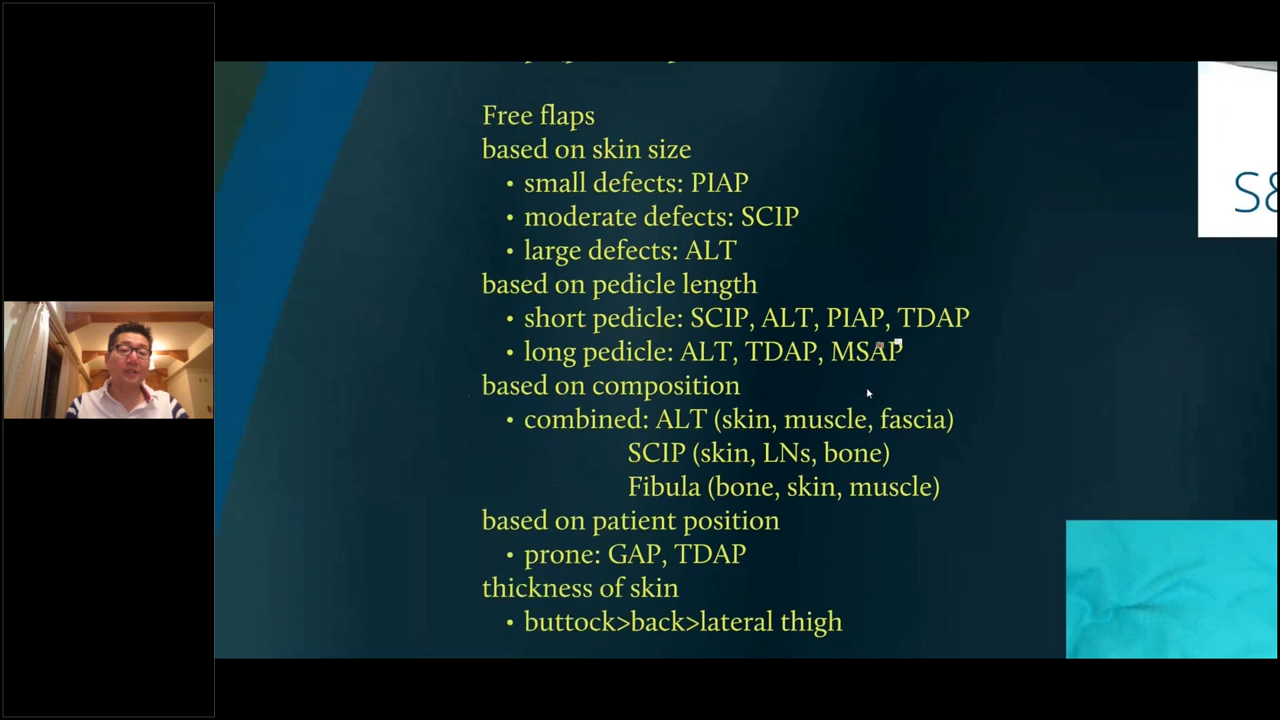 Free flaps
based on skin size
• small defects: PIAP
• moderate defects: SCIP
• large defects: ALT
based on pedicle length
• short pedicle: SCIP, ALT, PIAP, TDAP
• long pedicle: ALT, TDAP, MSAP
based on composition
• combined: ALT (skin, muscle, fascia)
SCIP (skin, LNs, bone)
Fibula (bone, skin, muscle)
based on patient position
• prone: GAP, TDAP
thickness of skin
• buttock>back>lateral thigh